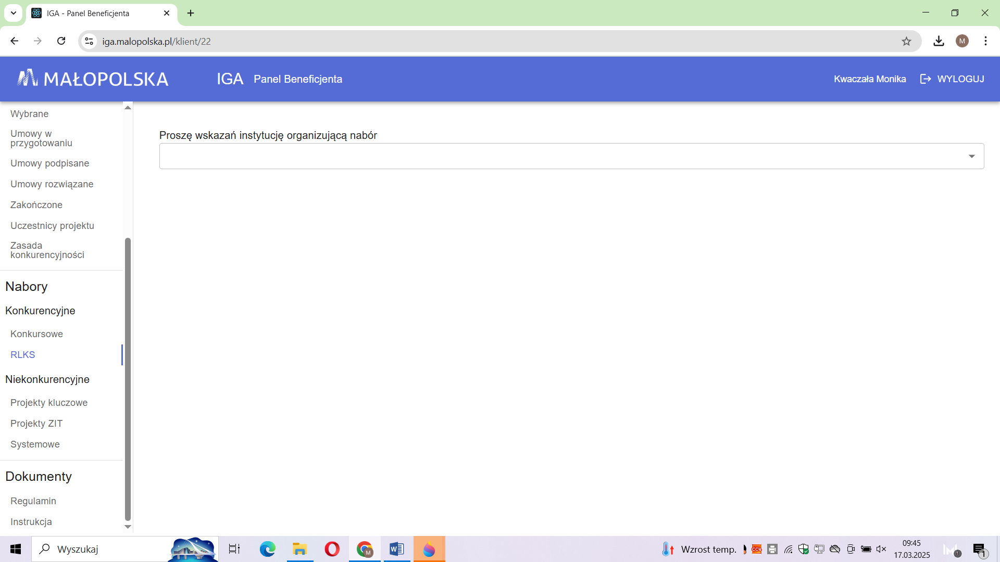 IGA - Panel Beneficjenta
iga.malopolska.pl/klient/22
M
MAŁOPOLSKA
IGA Panel Beneficjenta
Kwaczała Monika
WYLOGUJ
Wybrane
Umowy w
przygotowaniu
Umowy podpisane
Umowy rozwiązane
Zakończone
Uczestnicy projektu
Zasada
konkurencyjności
Nabory
Konkurencyjne
Konkursowe
RLKS
Niekonkurencyjne
Projekty kluczowe
Projekty ZIT
Systemowe
Dokumenty
Regulamin
Instrukcja
Proszę wskazań instytucję organizującą nabór
Wyszukaj
Wzrost temp.
09:45
17.03.2025
1
1